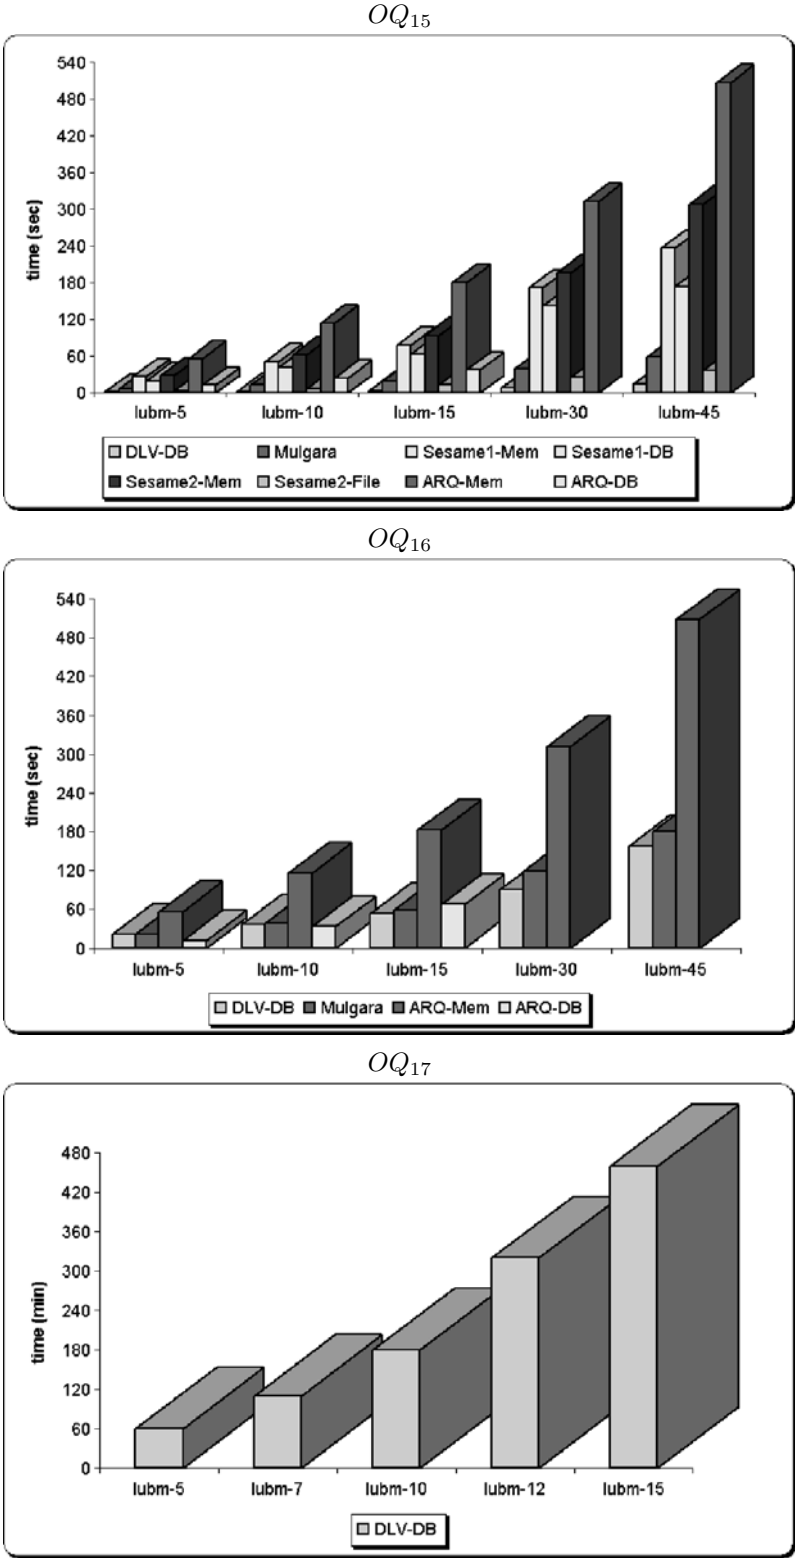 OQ15
540
480
420
360
300
240
180
120
60
0
time (sec)
lubm-5 lubm-10 lubm-15 lubm-30 lubm-45
DLV-DB Mulgara Sesame1-Mem Sesame1-DB
Sesame2-Mem Sesame2-File ARQ-Mem ARQ-DB
OQ16
540
480
420
360
300
240
180
120
60
0
time (sec)
lubm-5 lubm-10 lubm-15 lubm-30 lubm-45
DLV-DB Mulgara ARQ-Mem ARQ-DB
OQ17
480
420
360
300
240
180
120
60
0
time (min)
lubm-5 lubm-7 lubm-10 lubm-12 lubm-15
DLV-DB